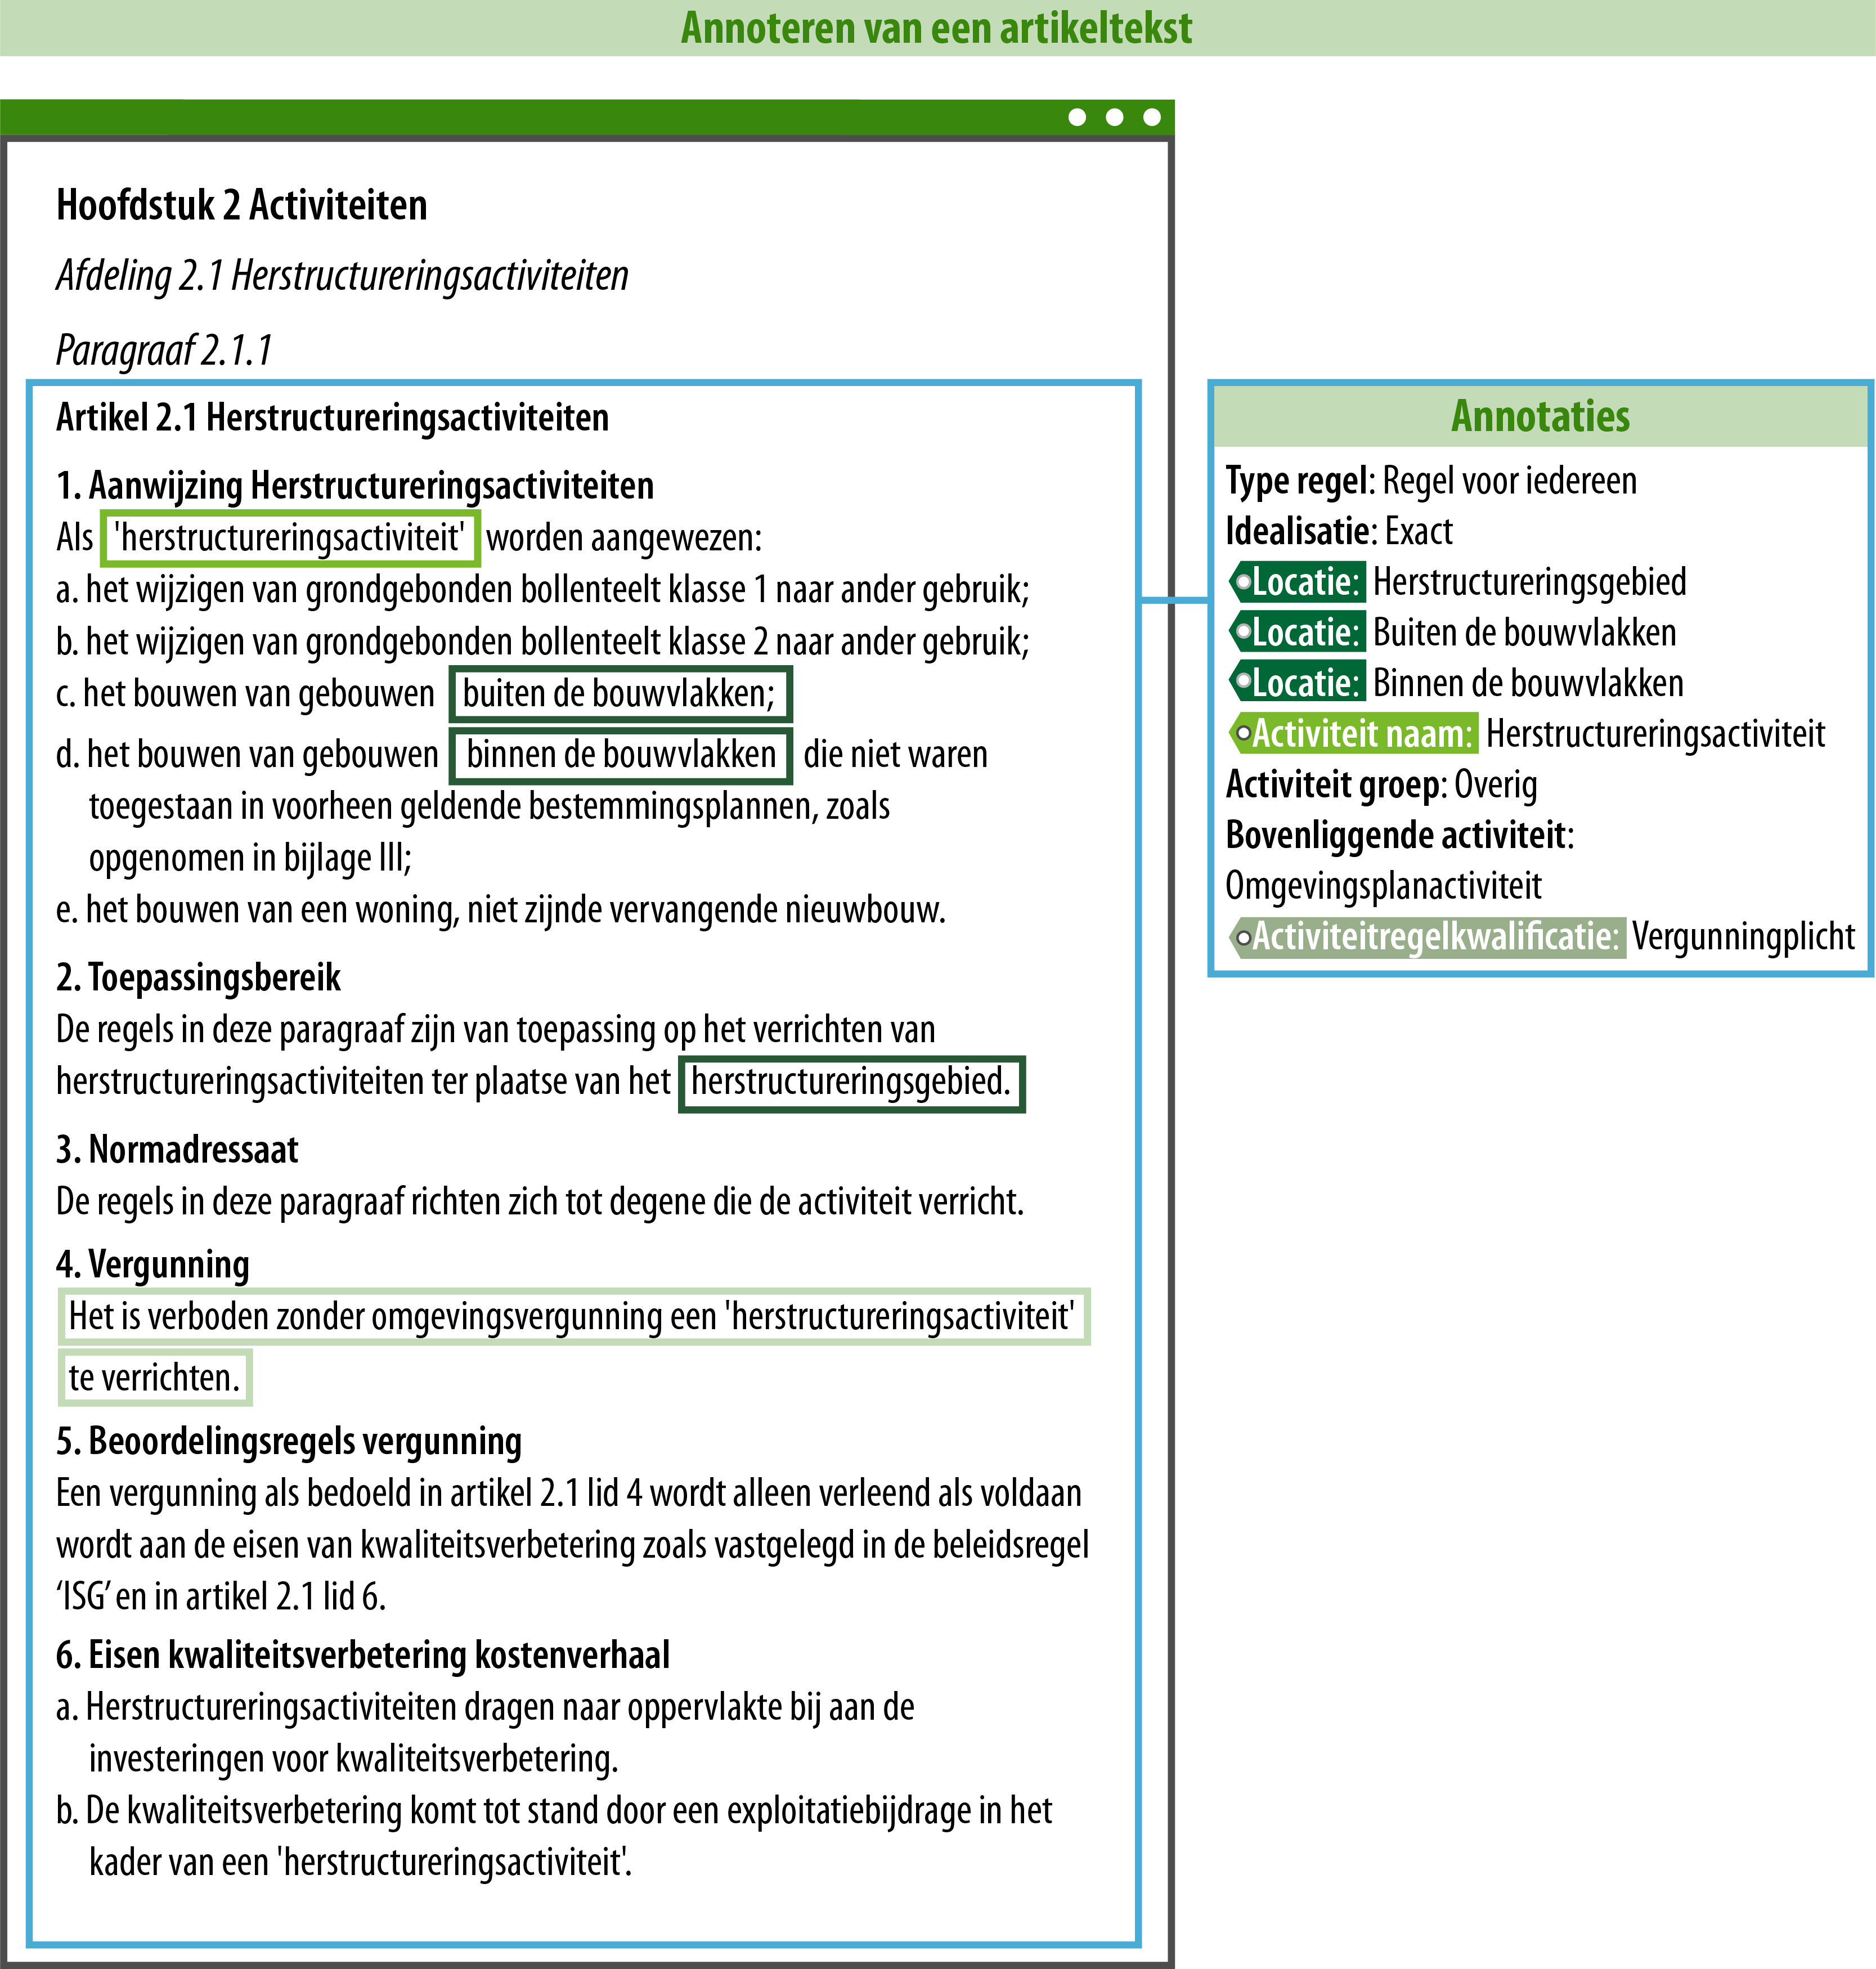 Annoteren van een artikeltekst
Hoofdstuk 2 Activiteiten
Afdeling 2.1 Herstructureringsactiviteiten
Paragraaf 2.1.1
Artikel 2.1 Herstructureringsactiviteiten
1. Aanwijzing Herstructureringsactiviteiten
Als 'herstructureringsactiviteit' worden aangewezen:
a. het wijzigen van grondgebonden bollenteelt klasse 1 naar ander gebruik;
b. het wijzigen van grondgebonden bollenteelt klasse 2 naar ander gebruik;
c. het bouwen van gebouwen buiten de bouwvlakken;
d. het bouwen van gebouwen binnen de bouwvlakken die niet waren
toegestaan in voorheen geldende bestemmingsplannen, zoals
opgenomen in bijlage III;
e. het bouwen van een woning, niet zijnde vervangende nieuwbouw.
2. Toepassingsbereik
De regels in deze paragraaf zijn van toepassing op het verrichten van
herstructureringsactiviteiten ter plaatse van het herstructureringsgebied.
3. Normadressaat
De regels in deze paragraaf richten zich tot degene die de activiteit verricht.
4. Vergunning
Het is verboden zonder omgevingsvergunning een 'herstructureringsactiviteit'
te verrichten.
5. Beoordelingsregels vergunning
Een vergunning als bedoeld in artikel 2.1 lid 4 wordt alleen verleend als voldaan
wordt aan de eisen van kwaliteitsverbetering zoals vastgelegd in de beleidsregel
‘ISG’ en in artikel 2.1 lid 6.
6. Eisen kwaliteitsverbetering kostenverhaal
a. Herstructureringsactiviteiten dragen naar oppervlakte bij aan de
investeringen voor kwaliteitsverbetering.
b. De kwaliteitsverbetering komt tot stand door een exploitatiebijdrage in het
kader van een 'herstructureringsactiviteit'.
Annotaties
Type regel: Regel voor iedereen
Idealisatie: Exact
Locatie: Herstructureringsgebied
Locatie: Buiten de bouwvlakken
Locatie: Binnen de bouwvlakken
Activiteit naam: Herstructureringsactiviteit
Activiteit groep: Overig
Bovenliggende activiteit:
Omgevingsplanactiviteit
Activiteitregelkwalificatie: Vergunningplicht